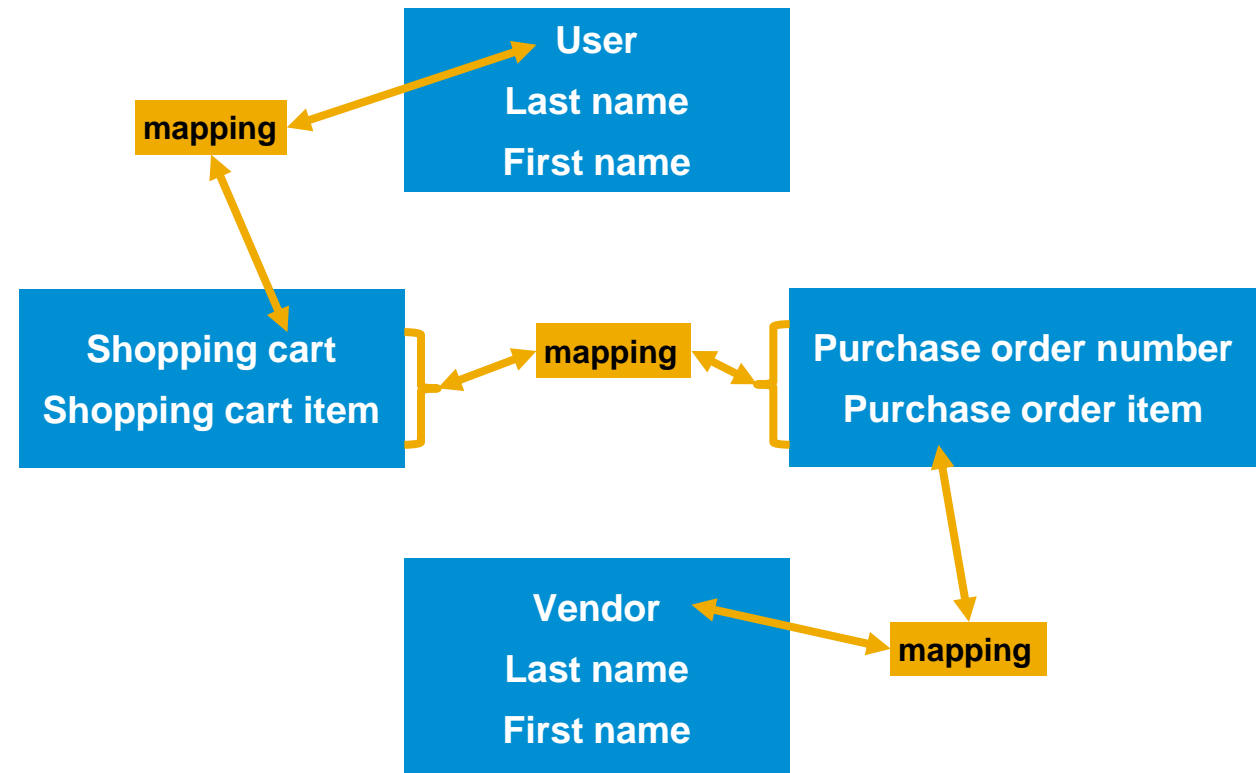 User
Last name
First name
mapping
Shopping cart
Shopping cart item
mapping
Purchase order number
Purchase order item
Vendor
Last name
First name
mapping